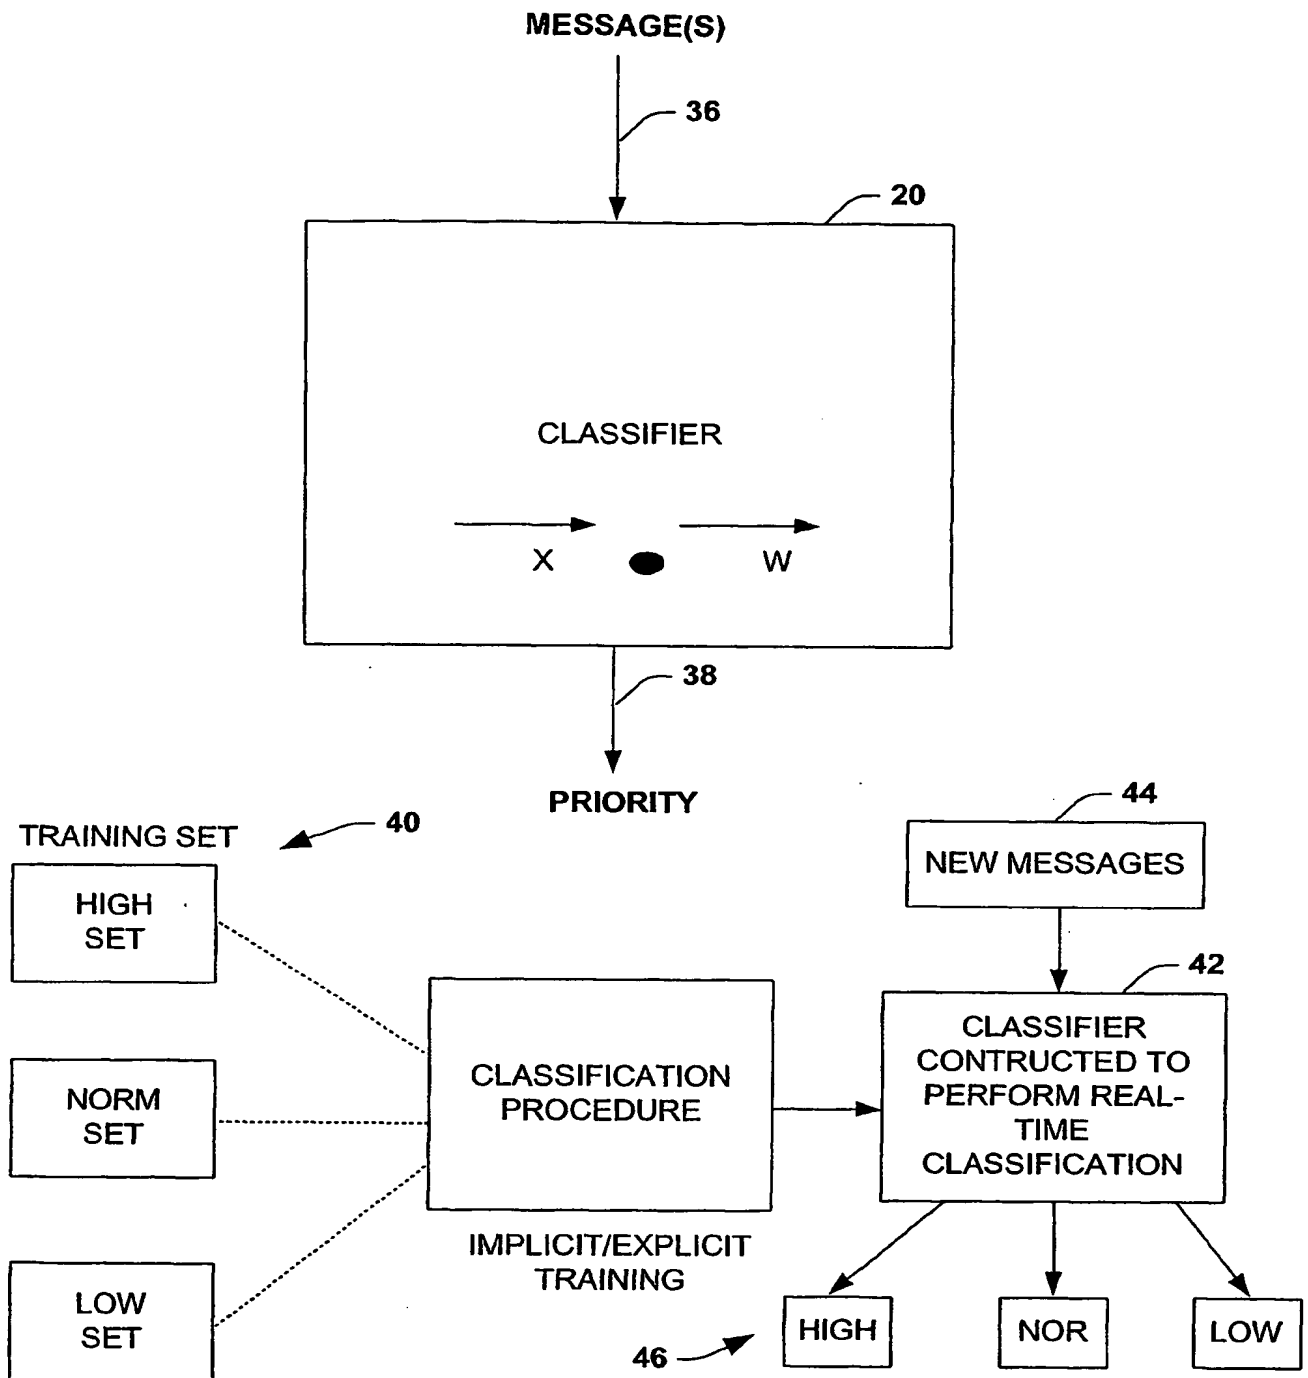 MESSAGE(S)
36
20
CLASSIFIER
X
W
38
PRIORITY
TRAINING SET
40
HIGH
SET
NORM
SET
LOW
SET
CLASSIFICATION
PROCEDURE
IMPLICIT/EXPLICIT
TRAINING
44
NEW MESSAGES
42
CLASSIFIER
CONTRUCTED TO
PERFORM REAL-
TIME
CLASSIFICATION
46
HIGH
NOR
LOW